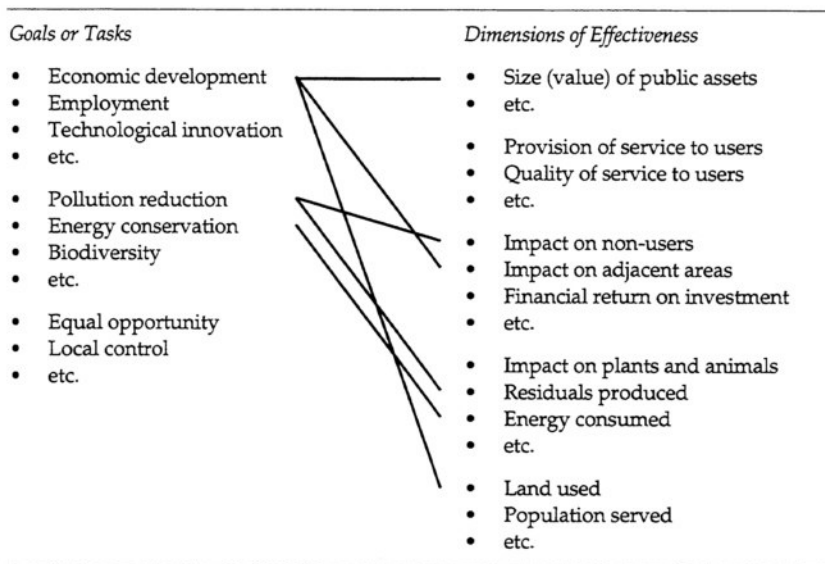 Goals or Tasks
• Economic development
• Employment
• Technological innovation
• etc.
• Pollution reduction
• Energy conservation
• Biodiversity
• etc.
• Equal opportunity
• Local control
• etc.
Dimensions of Effectiveness
• Size (value) of public assets
• etc.
• Provision of service to users
• Quality of service to users
• etc.
• Impact on non-users
• Impact on adjacent areas
• Financial return on investment
• etc.
• Impact on plants and animals
• Residuals produced
• Energy consumed
• etc.
• Land used
• Population served
• etc.